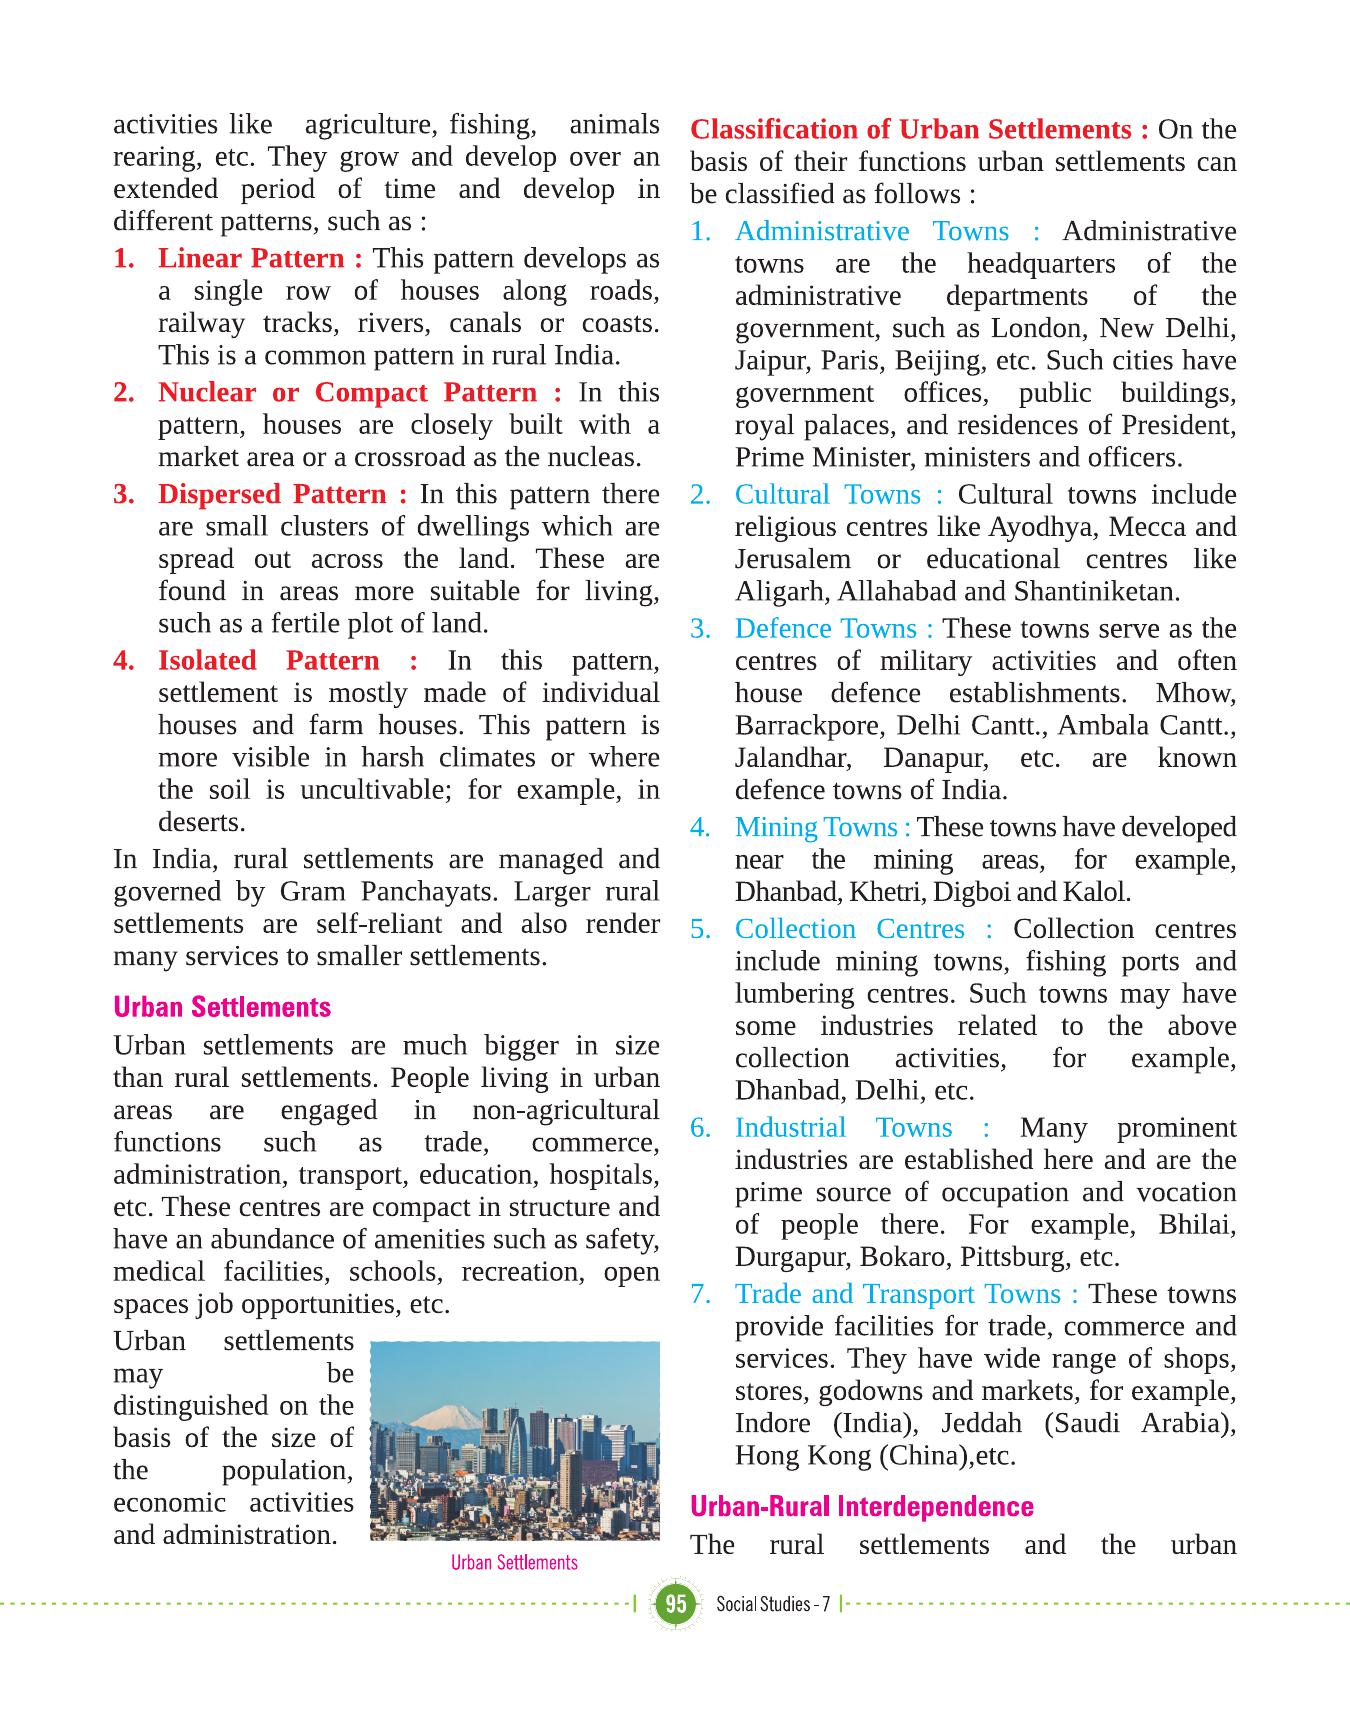 activities like agriculture, fishing, animals
rearing, etc. They grow and develop over an
extended period of time and develop in
different patterns, such as :
1. Linear Pattern : This pattern develops as
a single row of houses along roads,
railway tracks, rivers, canals or coasts.
This is a common pattern in rural India.
2. Nuclear or Compact Pattern : In this
pattern, houses are closely built with a
market area or a crossroad as the nucleas.
3. Dispersed Pattern : In this pattern there
are small clusters of dwellings which are
spread out across the land. These are
found in areas more suitable for living,
such as a fertile plot of land.
4. Isolated Pattern : In this pattern,
settlement is mostly made of individual
houses and farm houses. This pattern is
more visible in harsh climates or where
the soil is uncultivable; for example, in
deserts.
In India, rural settlements are managed and
governed by Gram Panchayats. Larger rural
settlements are self-reliant and also render
many services to smaller settlements.
Urban Settlements
Urban settlements are much bigger in size
than rural settlements. People living in urban
areas are engaged in non-agricultural
functions such as trade, commerce,
administration, transport, education, hospitals,
etc. These centres are compact in structure and
have an abundance of amenities such as safety,
medical facilities, schools, recreation, open
spaces job opportunities, etc.
Urban settlements
may be
distinguished on the
basis of the size of
the population,
economic activities
and administration.
Urban Settlements
Classification of Urban Settlements : On the
basis of their functions urban settlements can
be classified as follows :
1. Administrative Towns : Administrative
towns are the headquarters of the
administrative departments of the
government, such as London, New Delhi,
Jaipur, Paris, Beijing, etc. Such cities have
government offices, public buildings,
royal palaces, and residences of President,
Prime Minister, ministers and officers.
2. Cultural Towns : Cultural towns include
religious centres like Ayodhya, Mecca and
Jerusalem or educational centres like
Aligarh, Allahabad and Shantiniketan.
3. Defence Towns : These towns serve as the
centres of military activities and often
house defence establishments. Mhow,
Barrackpore, Delhi Cantt., Ambala Cantt.,
Jalandhar, Danapur, etc. are known
defence towns of India.
4. Mining Towns : These towns have developed
near the mining areas, for example,
Dhanbad, Khetri, Digboi and Kalol.
5. Collection Centres : Collection centres
include mining towns, fishing ports and
lumbering centres. Such towns may have
some industries related to the above
collection activities, for example,
Dhanbad, Delhi, etc.
6. Industrial Towns : Many prominent
industries are established here and are the
prime source of occupation and vocation
of people there. For example, Bhilai,
Durgapur, Bokaro, Pittsburg, etc.
7. Trade and Transport Towns : These towns
provide facilities for trade, commerce and
services. They have wide range of shops,
stores, godowns and markets, for example,
Indore (India), Jeddah (Saudi Arabia),
Hong Kong (China),etc.
Urban-Rural Interdependence
The rural settlements and the urban
95 Social Studies - 7